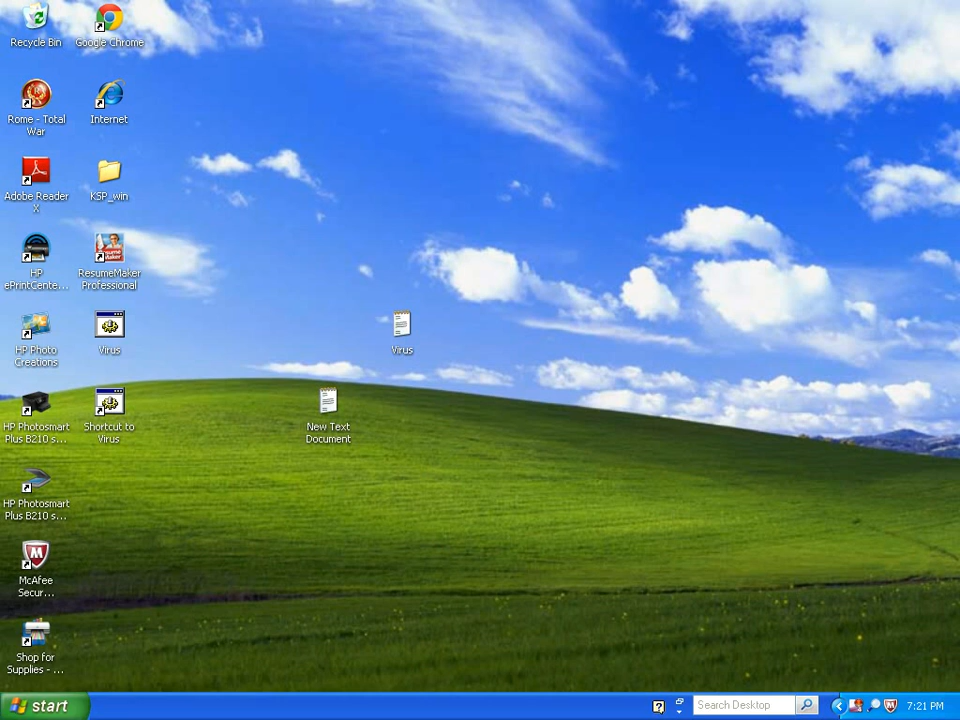 Recycle Bin
Google Chrome
Rome - Total
War
Internet
Adobe Reader
X
KSP_win
HP
ePrintCente...
ResumeMaker
Professional
HP Photo
Creations
Virus
Virus
HP Photosmart
Plus B210 s...
Shortcut to
Virus
New Text
Document
HP Photosmart
Plus B210 s...
McAfee
Secur...
Shop for
Supplies - ...
start
Search Desktop
7:21 PM